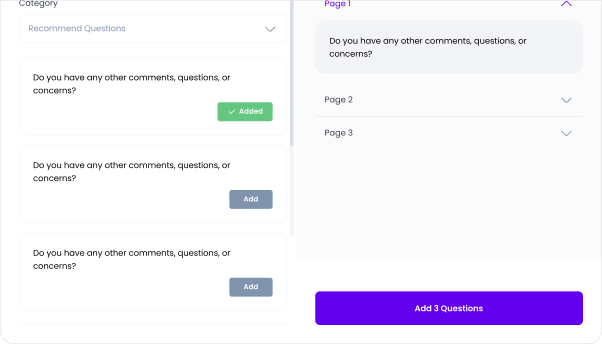 Category
Recommend Questions
Do you have any other comments, questions, or
concerns?
Added
Do you have any other comments, questions, or
concerns?
Add
Do you have any other comments, questions, or
concerns?
Add
Page 1
Do you have any other comments, questions, or
concerns?
Page 2
Page 3
Add 3 Questions